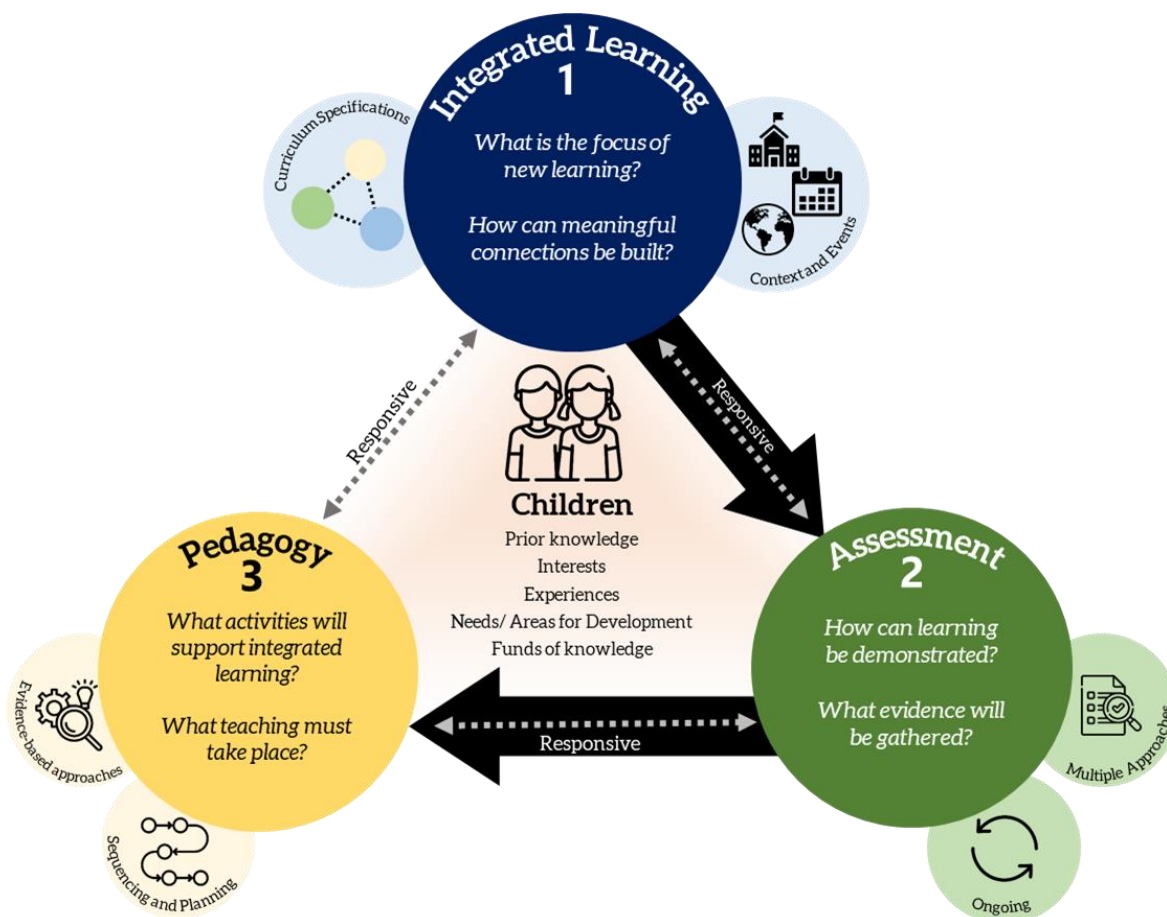 Integrated Learning
1
What is the focus of
new learning?
How can meaningful
connections be built?
Curriculum Specifications
Context and Events
Responsive
Responsive
Children
Prior knowledge
Interests
Experiences
Needs/ Areas for Development
Funds of knowledge
Pedagogy
3
What activities will
support integrated
learning?
What teaching must
take place?
Evidence-based approaches
Sequencing and Planning
Responsive
Assessment
2
How can learning
be demonstrated?
What evidence will
be gathered?
Multiple Approaches
Ongoing